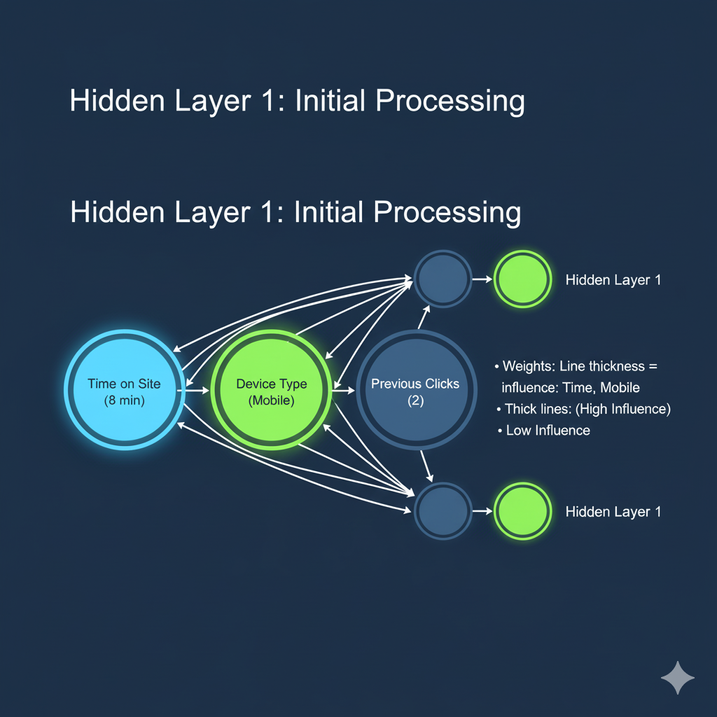 Hidden Layer 1: Initial Processing
Hidden Layer 1: Initial Processing
Hidden Layer 1
Time on Site
(8 min)
Device Type
(Mobile)
Previous Clicks
(2)
• Weights: Line thickness =
influence: Time, Mobile
• Thick lines: (High Influence)
• Low Influence
Hidden Layer 1